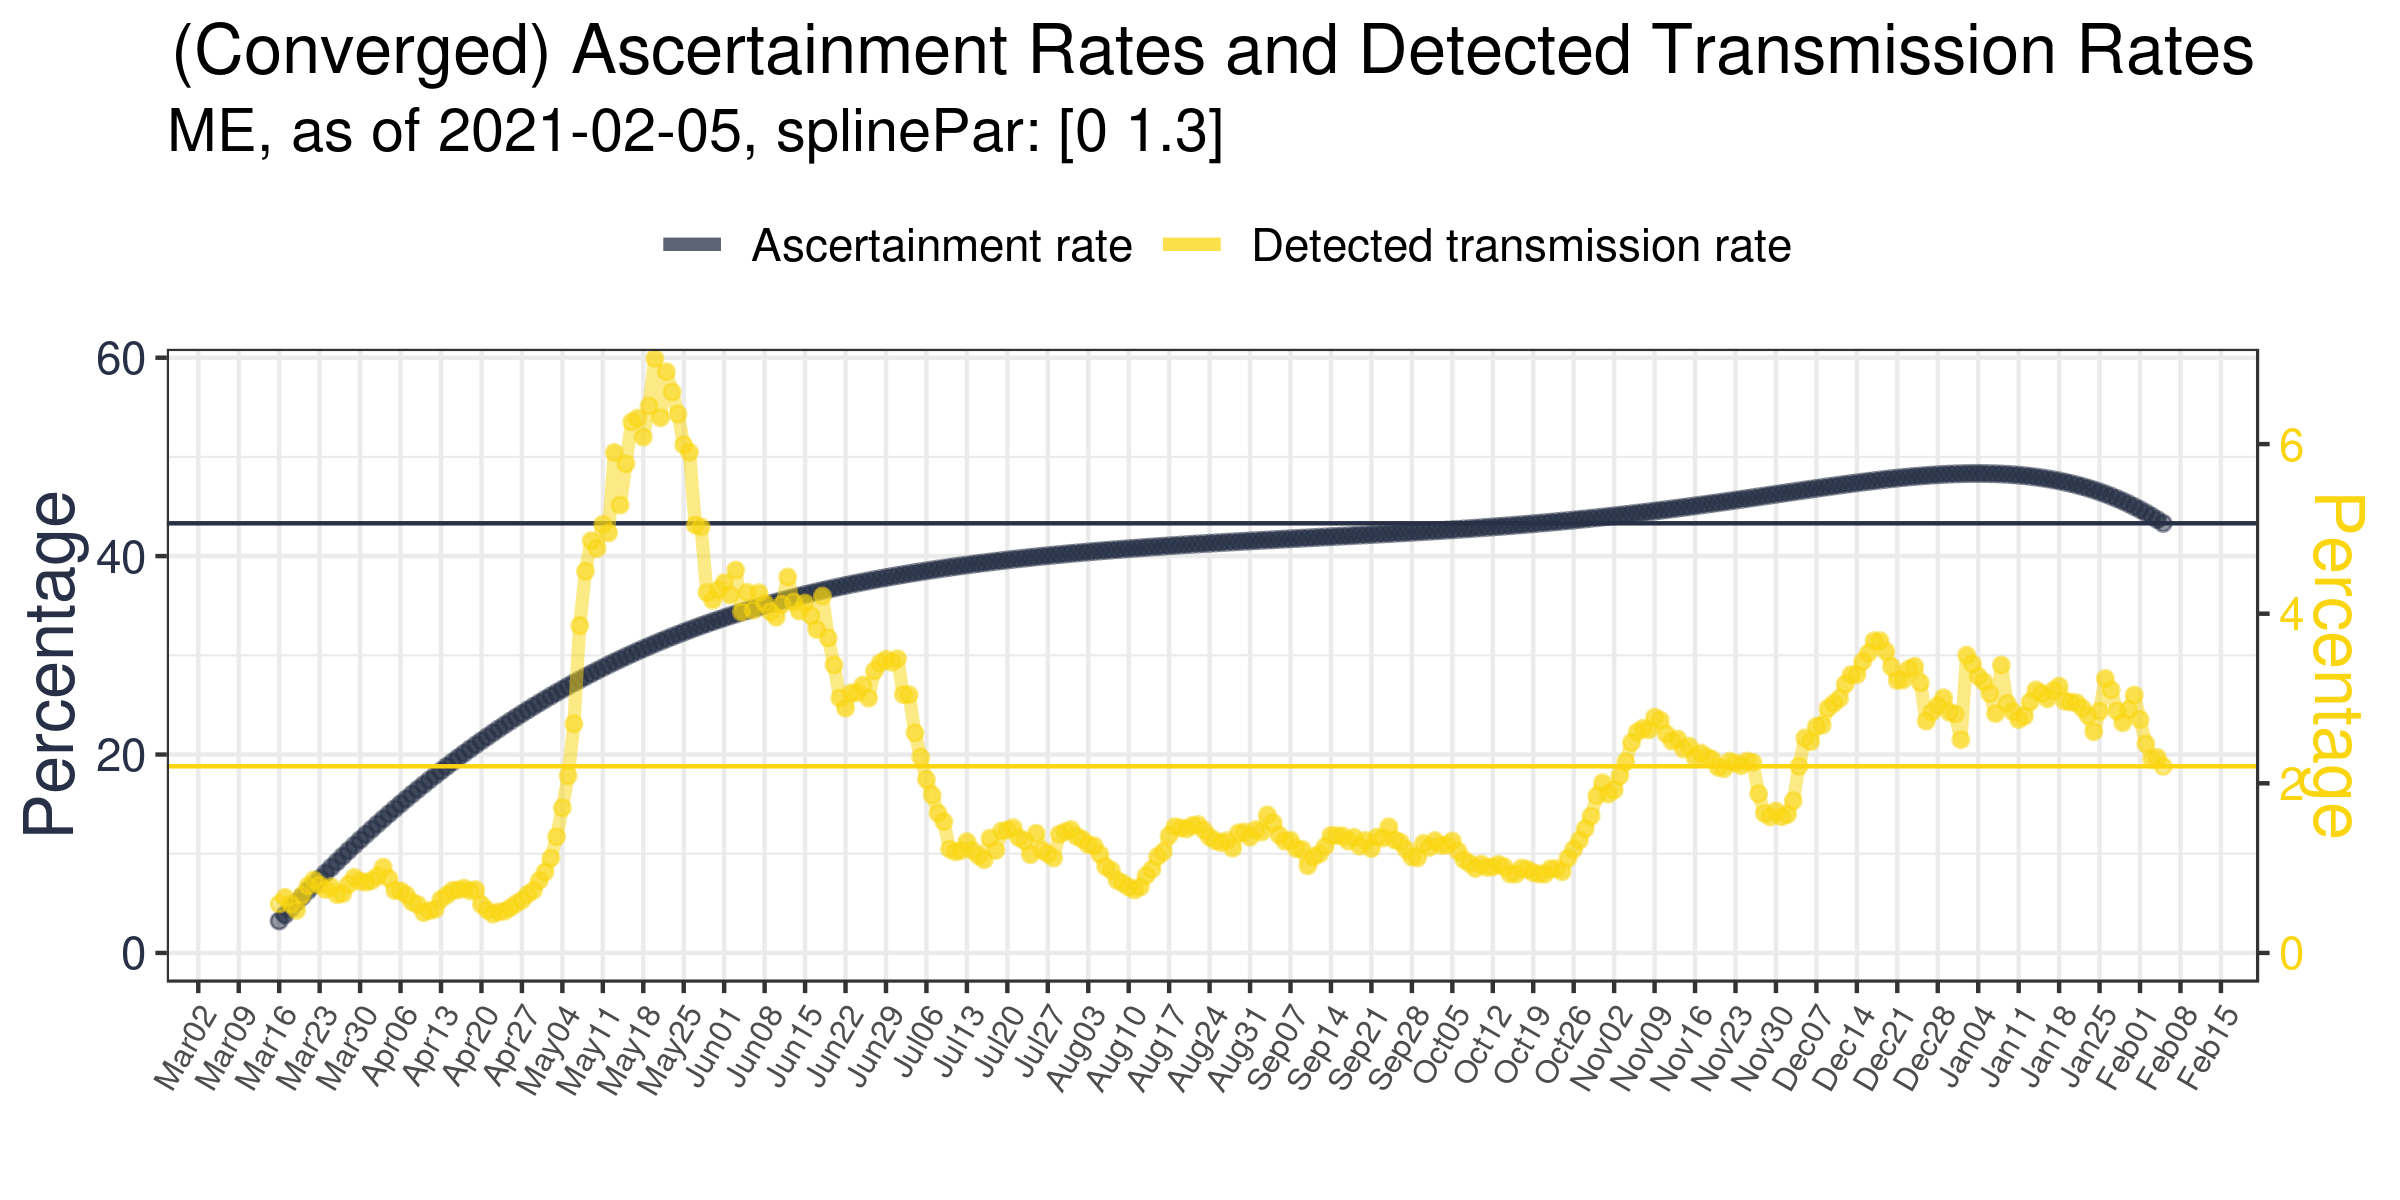 (Converged) Ascertainment Rates and Detected Transmission Rates
ME, as of 2021-02-05, splinePar: [0 1.3]
Ascertainment rate Detected transmission rate
Percentage
60
40
20
0
6
4
2
0
Percentage
Mar02 Mar09 Mar16 Mar23 Mar30 Apr06 Apr13 Apr20 Apr27 May04 May11 May18 May25 Jun01 Jun08 Jun15 Jun22 Jun29 Jul06 Jul13 Jul20 Jul27 Aug03 Aug10 Aug17 Aug24 Aug31 Sep07 Sep14 Sep21 Sep28 Oct05 Oct12 Oct19 Oct26 Nov02 Nov09 Nov16 Nov23 Nov30 Dec07 Dec14 Dec21 Dec28 Jan04 Jan11 Jan18 Jan25 Feb01 Feb08 Feb15